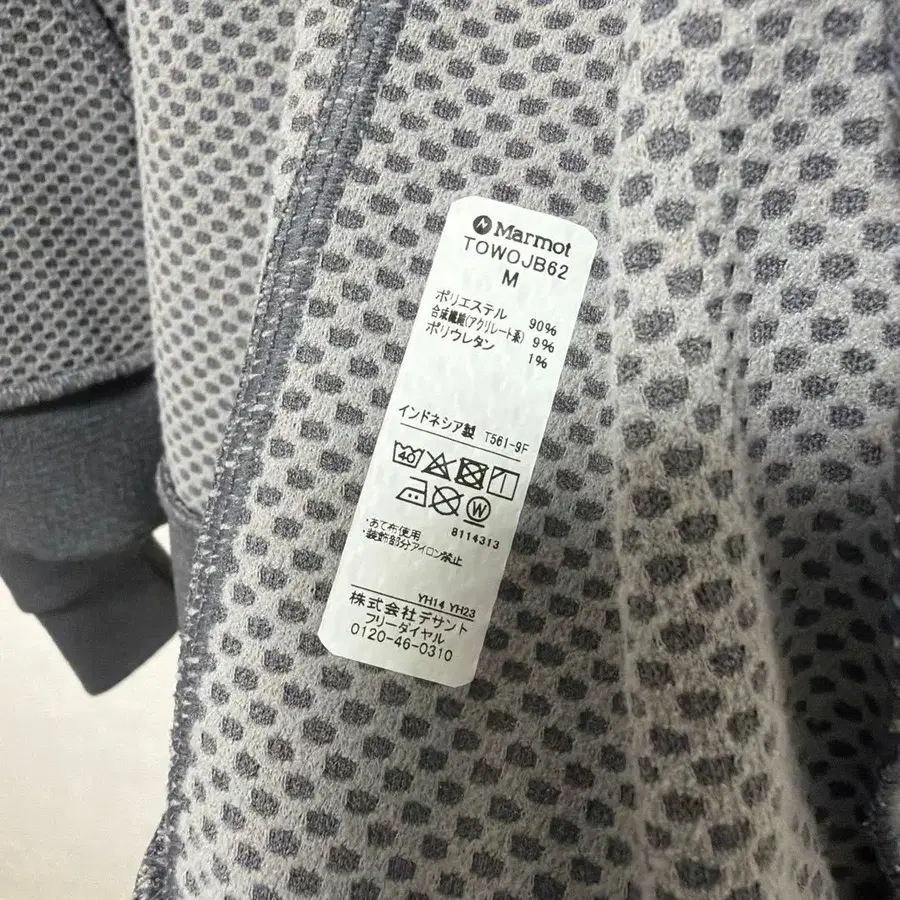 Marmot
TOWOJB62
M
ポリエステル 90%
合成繊維(アクリレート系) 9%
ポリウレタン 1%
インドネシア製 T561-9F
40
W
8114313
・あて布使用
・装飾部分アイロン禁止
YH14 YH23
株式会社デサント
フリーダイヤル
0120-46-0310